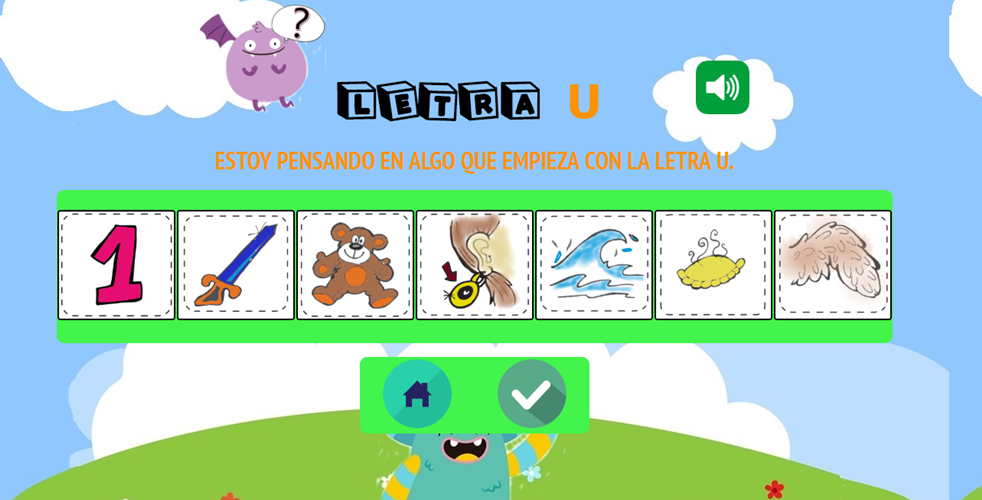 ?
LETRA U
ESTOY PENSANDO EN ALGO QUE EMPIEZA CON LA LETRA U.
1